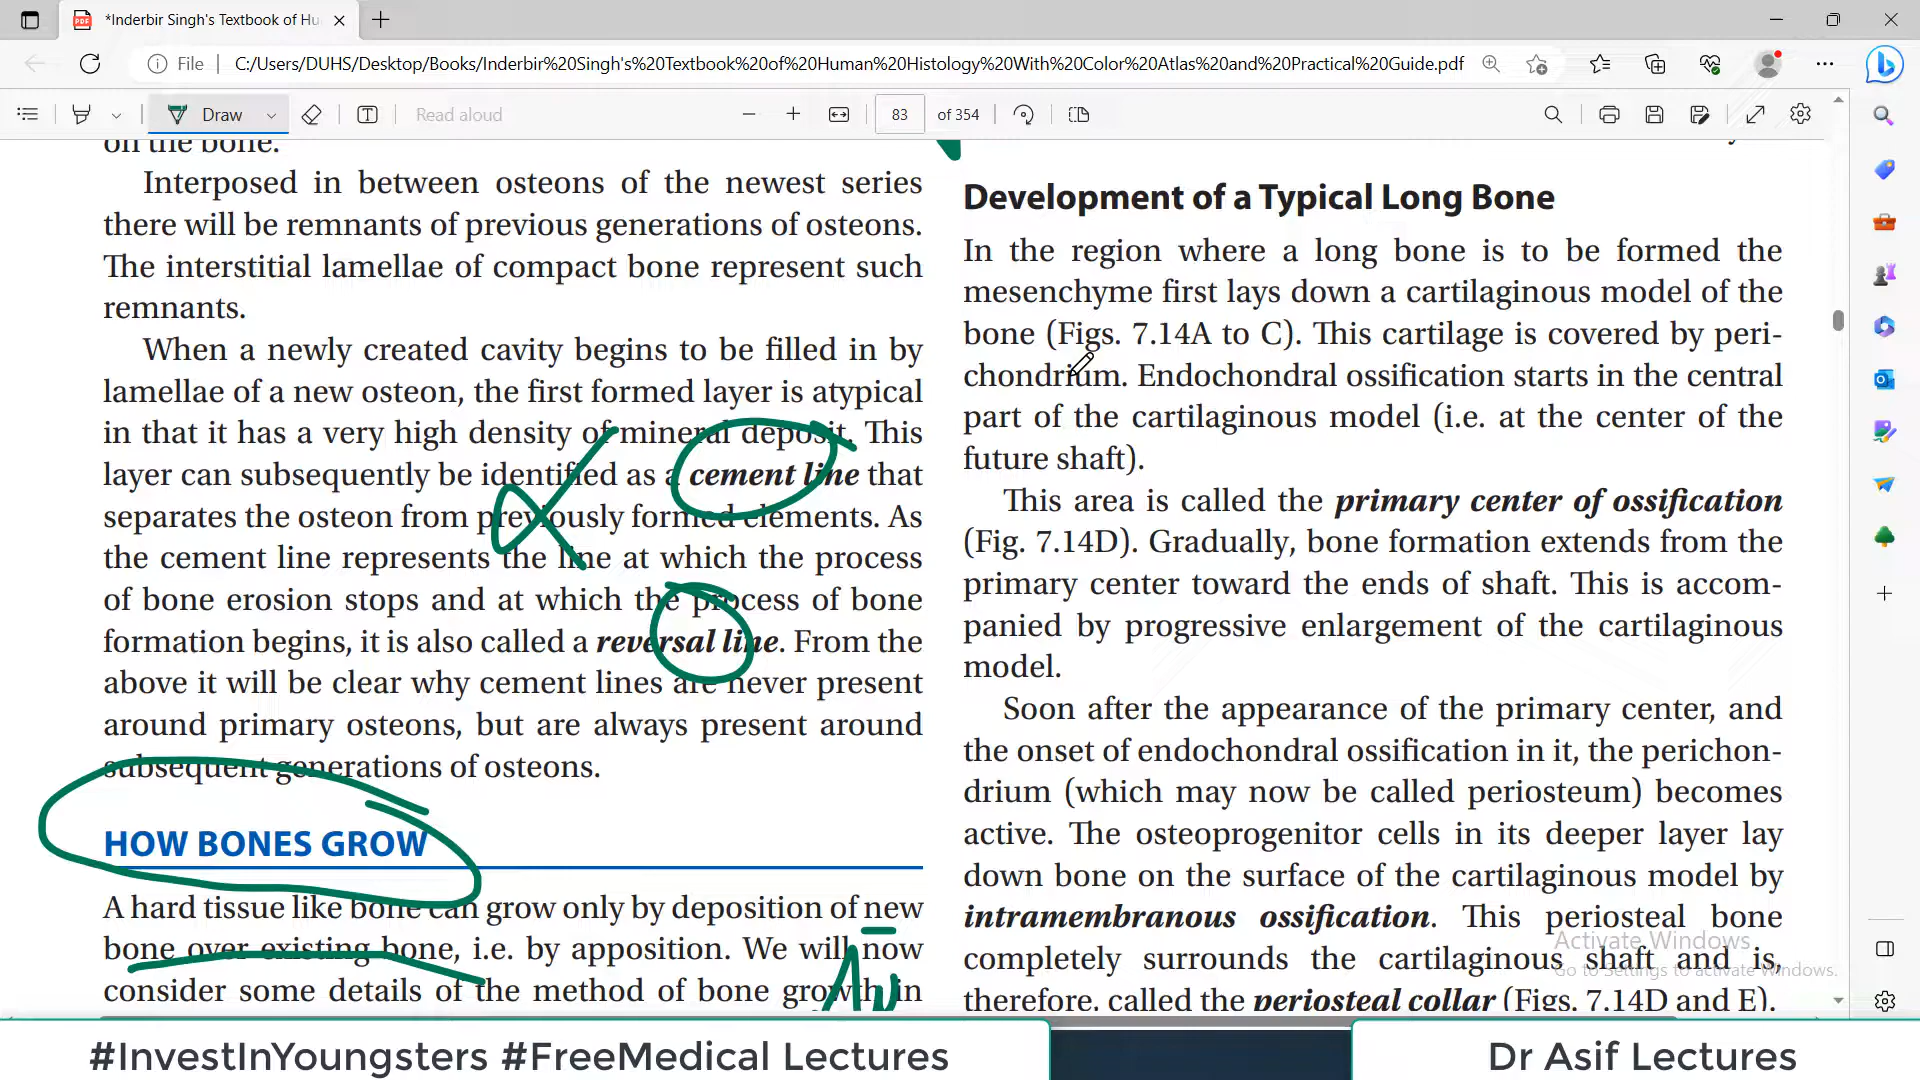 *Inderbir Singh's Textbook of Hu
File
C:/Users/DUHS/Desktop/Books/Inderbir%20Singh's%20Textbook%20of%20Human%20Histology%20With%20Color%20Atlas%20and%20Practical%20Guide.pdf
Draw
Read aloud
83 of 354
on the bone.
Interposed in between osteons of the newest series
there will be remnants of previous generations of osteons.
The interstitial lamellae of compact bone represent such
remnants.
When a newly created cavity begins to be filled in by
lamellae of a new osteon, the first formed layer is atypical
in that it has a very high density of mineral deposit. This
layer can subsequently be identified as a cement line that
separates the osteon from previously formed elements. As
the cement line represents the line at which the process
of bone erosion stops and at which the process of bone
formation begins, it is also called a reversal line. From the
above it will be clear why cement lines are never present
around primary osteons, but are always present around
subsequent generations of osteons.
HOW BONES GROW
A hard tissue like bone can grow only by deposition of new
bone over existing bone, i.e. by apposition. We will now
consider some details of the method of bone growth in
Development of a Typical Long Bone
In the region where a long bone is to be formed the
mesenchyme first lays down a cartilaginous model of the
bone (Figs. 7.14A to C). This cartilage is covered by peri-
chondrium. Endochondral ossification starts in the central
part of the cartilaginous model (i.e. at the center of the
future shaft).
This area is called the primary center of ossification
(Fig. 7.14D). Gradually, bone formation extends from the
primary center toward the ends of shaft. This is accom-
panied by progressive enlargement of the cartilaginous
model.
Soon after the appearance of the primary center, and
the onset of endochondral ossification in it, the perichon-
drium (which may now be called periosteum) becomes
active. The osteoprogenitor cells in its deeper layer lay
down bone on the surface of the cartilaginous model by
intramembranous ossification. This periosteal bone
completely surrounds the cartilaginous shaft and is,
therefore, called the periosteal collar (Figs. 7.14D and E).
Activate Windows
Go to Settings to activate Windows.
#InvestInYoungsters #FreeMedical Lectures
Dr Asif Lectures